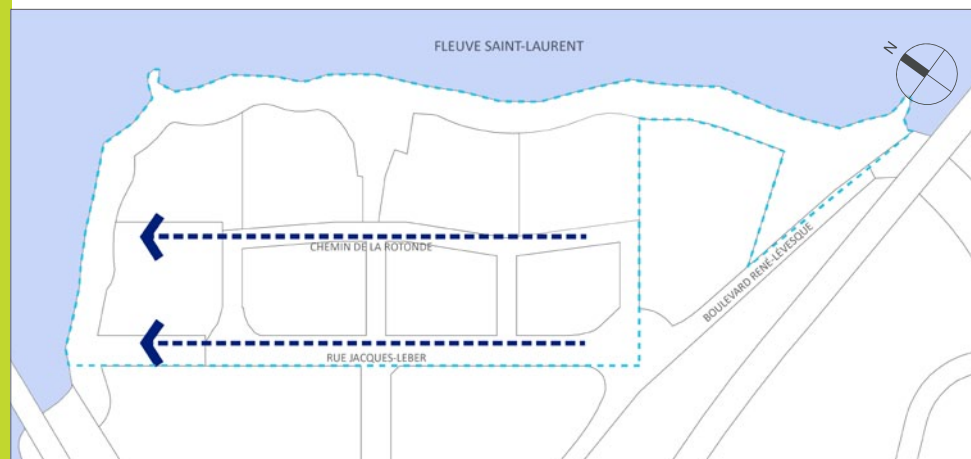 FLEUVE SAINT-LAURENT
N
CHEMIN DE LA ROTONDE
BOULEVARD RENÉ-LÉVESQUE
RUE JACQUES-LEBER